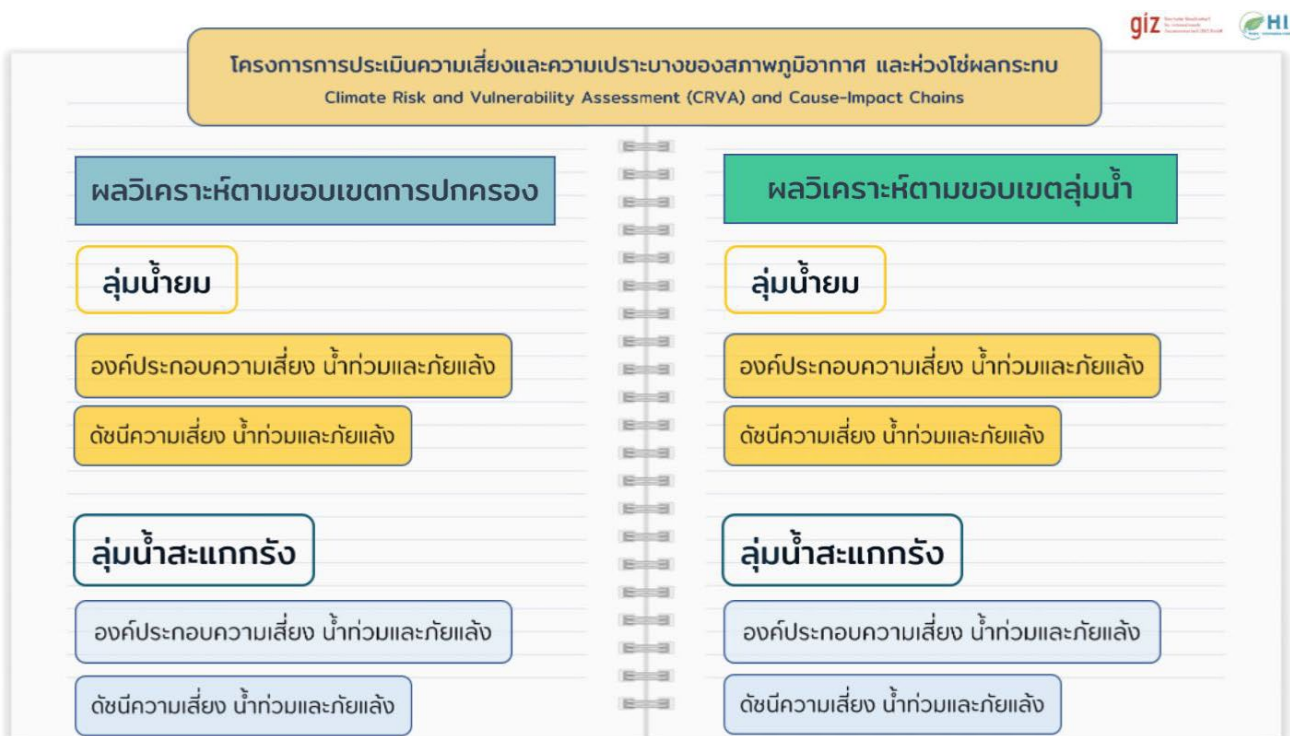 giz
HI
โครงการการประเมินความเสี่ยงและความเปราะบางของสภาพภูมิอากาศ และห่วงโซ่ผลกระทบ
Climate Risk and Vulnerability Assessment (CRVA) and Cause-Impact Chains
ผลวิเคราะห์ตามขอบเขตการปกครอง
ลุ่มน้ำยม
องค์ประกอบความเสี่ยง น้ำท่วมและภัยแล้ง
ดัชนีความเสี่ยง น้ำท่วมและภัยแล้ง
ลุ่มน้ำสะแกกรัง
องค์ประกอบความเสี่ยง น้ำท่วมและภัยแล้ง
ดัชนีความเสี่ยง น้ำท่วมและภัยแล้ง
ผลวิเคราะห์ตามขอบเขตลุ่มน้ำ
ลุ่มน้ำยม
องค์ประกอบความเสี่ยง น้ำท่วมและภัยแล้ง
ดัชนีความเสี่ยง น้ำท่วมและภัยแล้ง
ลุ่มน้ำสะแกกรัง
องค์ประกอบความเสี่ยง น้ำท่วมและภัยแล้ง
ดัชนีความเสี่ยง น้ำท่วมและภัยแล้ง